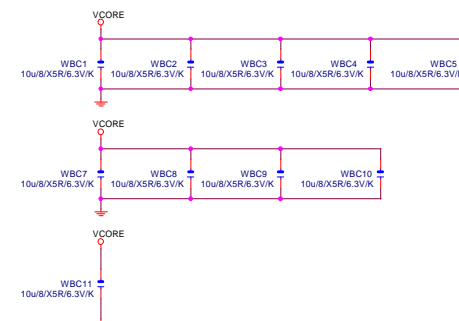 VCORE
WBC1 WBC2 WBC3 WBC4 WBC5
10u/8/X5R/6.3V/K 10u/8/X5R/6.3V/K 10u/8/X5R/6.3V/K 10u/8/X5R/6.3V/K 10u/8/X5R/6.3V/
VCORE
WBC7 WBC8 WBC9 WBC10
10u/8/X5R/6.3V/K 10u/8/X5R/6.3V/K 10u/8/X5R/6.3V/K 10u/8/X5R/6.3V/K
VCORE
WBC11
10u/8/X5R/6.3V/K